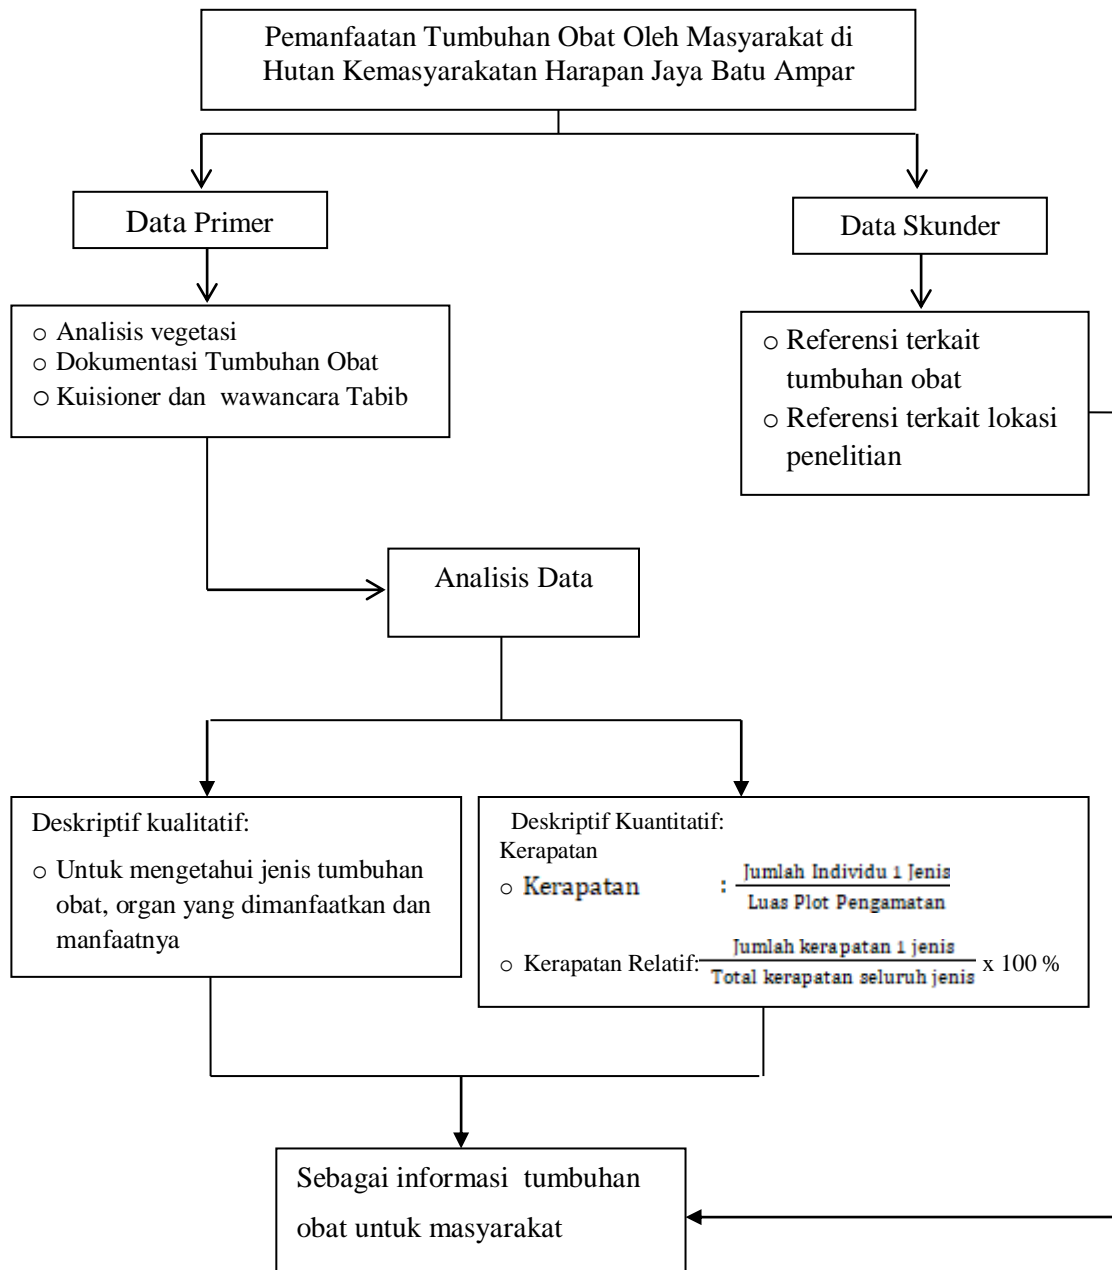 Pemanfaatan Tumbuhan Obat Oleh Masyarakat di
Hutan Kemasyarakatan Harapan Jaya Batu Ampar
Data Primer
Data Skunder
○ Analisis vegetasi
○ Dokumentasi Tumbuhan Obat
○ Kuisioner dan wawancara Tabib
○ Referensi terkait
tumbuhan obat
○ Referensi terkait lokasi
penelitian
Analisis Data
Deskriptif kualitatif:
○ Untuk mengetahui jenis tumbuhan
obat, organ yang dimanfaatkan dan
manfaatnya
Deskriptif Kuantitatif:
Kerapatan
○ Kerapatan : Jumlah Individu 1 Jenis
Luas Plot Pengamatan
○ Kerapatan Relatif: Jumlah kerapatan 1 jenis
Total kerapatan seluruh jenis x 100 %
Sebagai informasi tumbuhan
obat untuk masyarakat